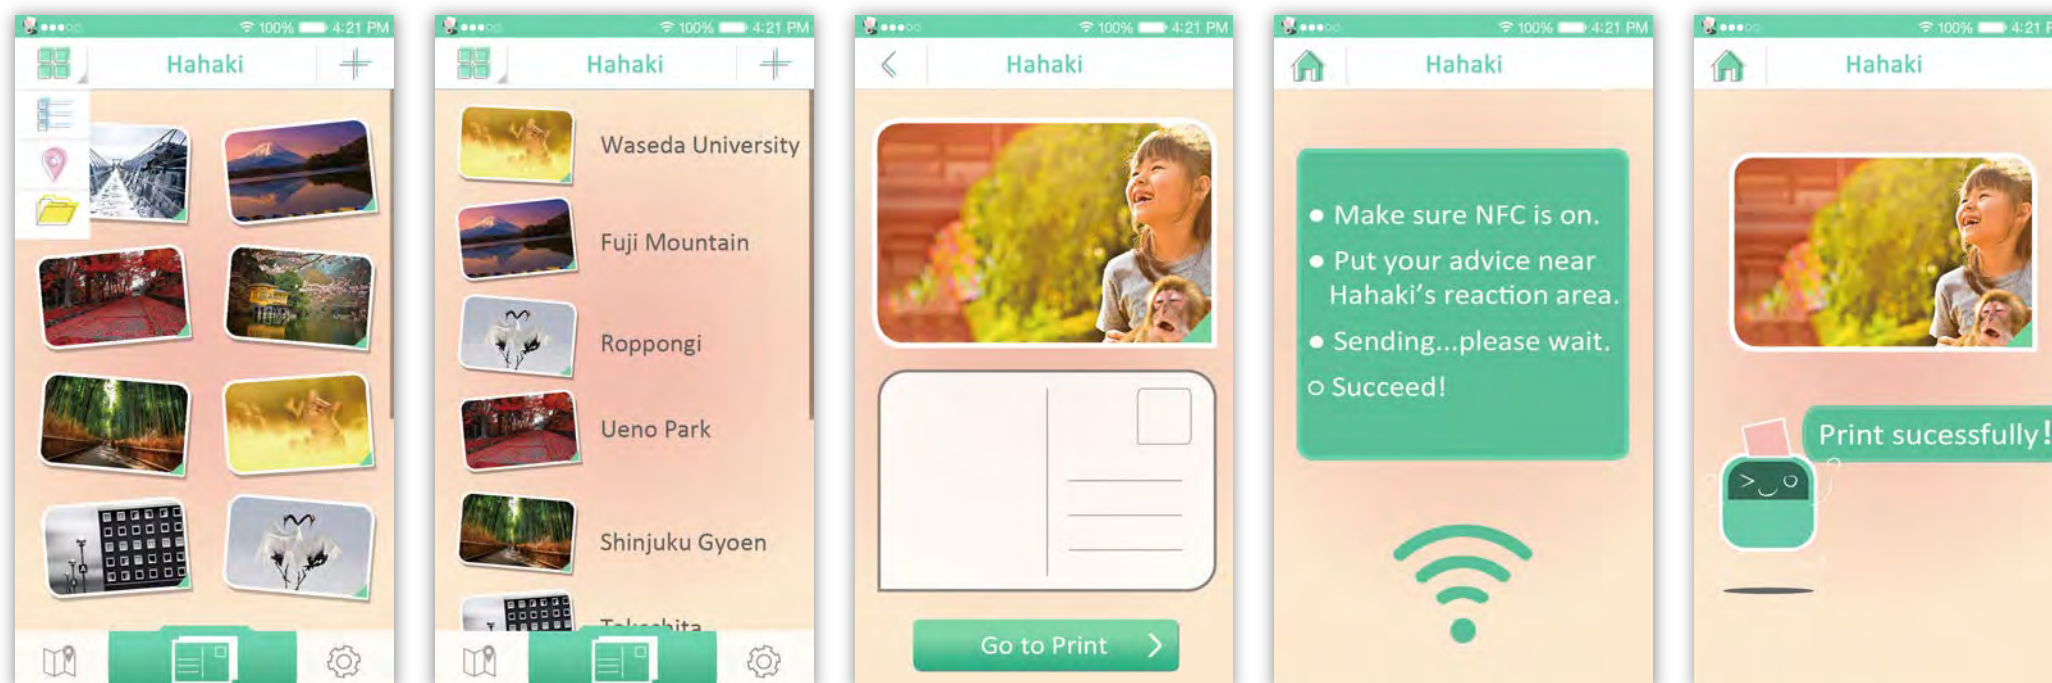 100% 4:21 PM
Hahaki
100% 4:21 PM
Hahaki
Waseda University
Fuji Mountain
Roppongi
Ueno Park
Shinjuku Gyoen
100% 4:21 PM
Hahaki
Go to Print
100% 4:21 PM
Hahaki
Make sure NFC is on.
Put your advice near
Hahaki's reaction area.
Sending...please wait.
Succeed!
100% 4:21 P
Hahaki
Print sucessfully!